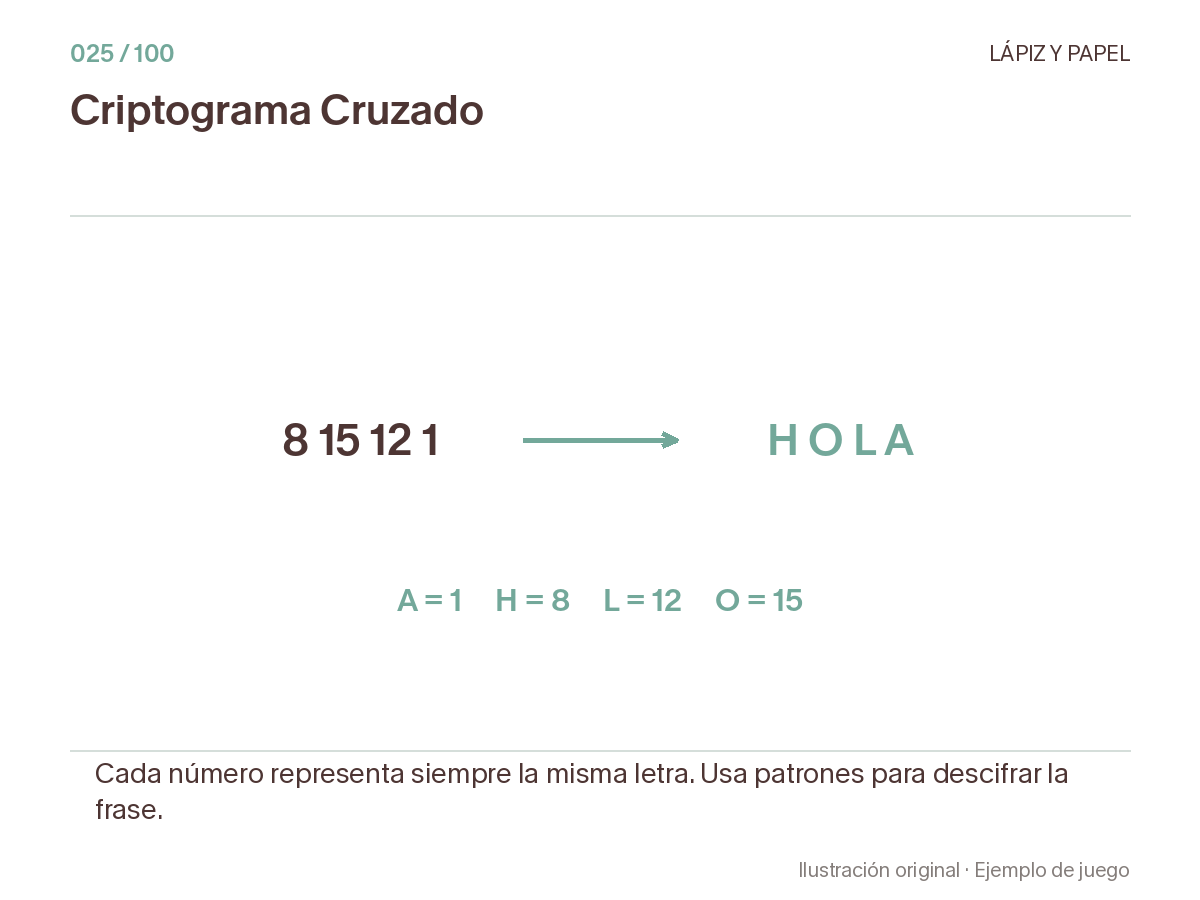 025 / 100
LÁPIZ Y PAPEL
Criptograma Cruzado
8 15 12 1
H O L A
A = 1 H = 8 L = 12 O = 15
Cada número representa siempre la misma letra. Usa patrones para descifrar la
frase.
Ilustración original · Ejemplo de juego